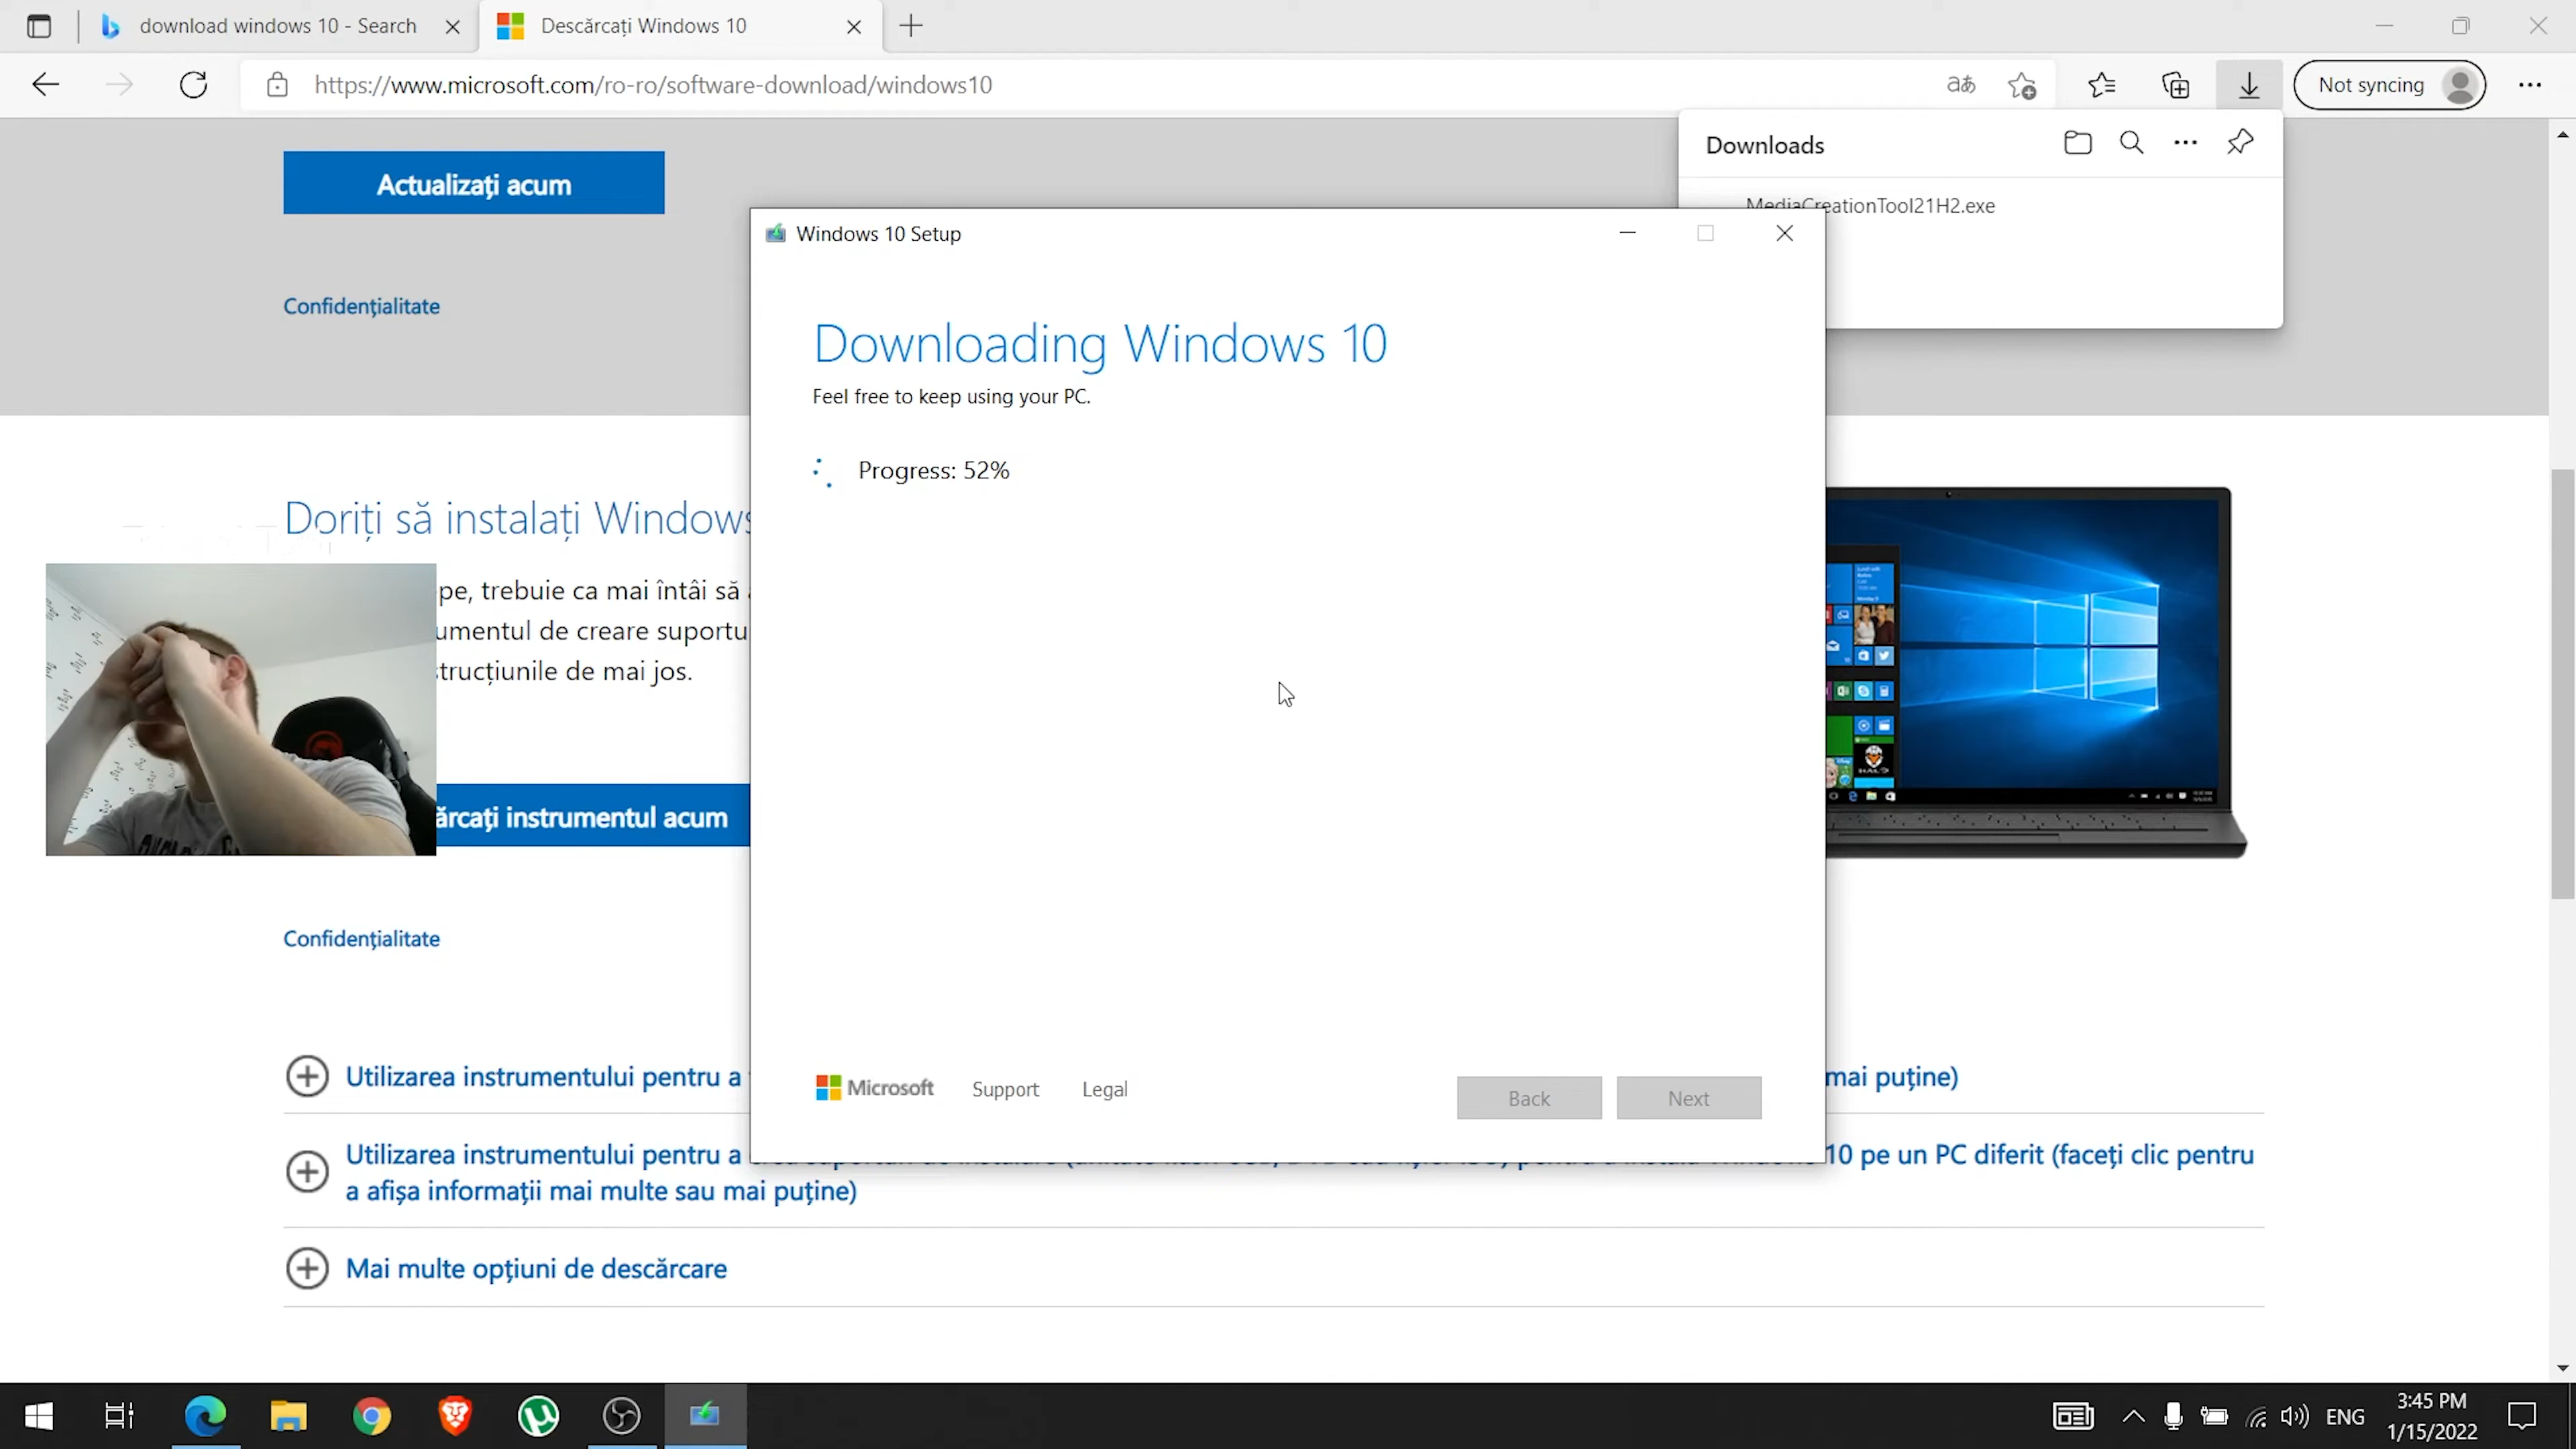 download windows 10 - Search
Descărcați Windows 10
https://www.microsoft.com/ro-ro/software-download/windows10
Not syncing
Downloads
MediaCreationTool21H2.exe
Actualizați acum
Confidențialitate
Windows 10 Setup
Downloading Windows 10
Feel free to keep using your PC.
Progress: 52%
Doriți să instalați Windows
pe, trebuie ca mai întâi să
umentul de creare suportu
strucțiunile de mai jos.
ărcați instrumentul acum
Confidențialitate
Microsoft
Support
Legal
Back
Next
Utilizarea instrumentului pentru a
mai puține)
Utilizarea instrumentului pentru a
10 pe un PC diferit (faceți clic pentru
a afișa informații mai multe sau mai puține)
Mai multe opțiuni de descărcare
ENG
3:45 PM
1/15/2022